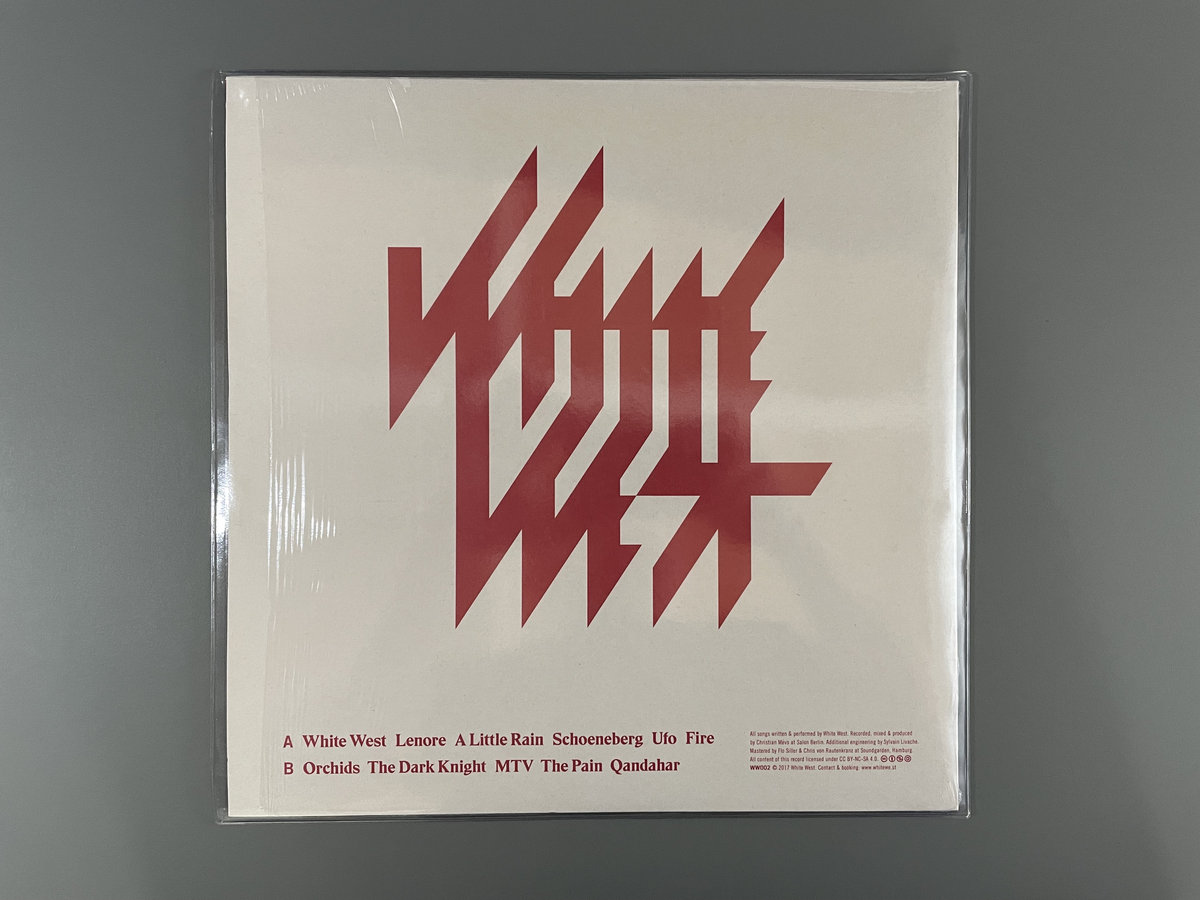 White
West
A White West Lenore A Little Rain Schoeneberg Ufo Fire
B Orchids The Dark Knight MTV The Pain Qandahar
All songs written & performed by White West. Recorded, mixed & produced
by Christian Mevs at Salon Berlin. Additional engineering by Sylvain Livache.
Mastered by Flo Siller & Chris von Rautenkranz at Soundgarden, Hamburg.
All content of this record licensed under CC BY-NC-SA 4.0.
WW002 © 2017 White West. Contact & booking: www.whitewe.st